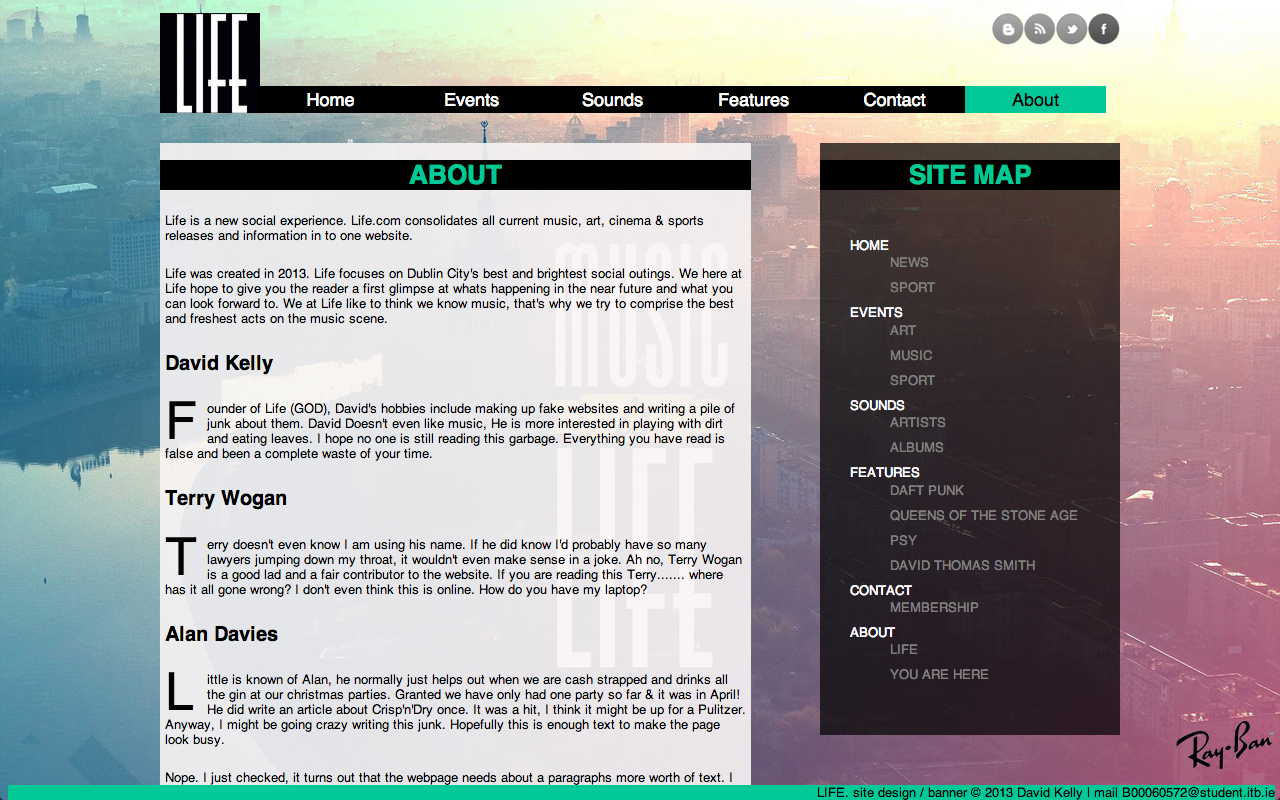 LIFE
Home Events Sounds Features Contact About
ABOUT
Life is a new social experience. Life.com consolidates all current music, art, cinema & sports
releases and information in to one website.
Life was created in 2013. Life focuses on Dublin City's best and brightest social outings. We here at
Life hope to give you the reader a first glimpse at whats happening in the near future and what you
can look forward to. We at Life like to think we know music, that's why we try to comprise the best
and freshest acts on the music scene.
David Kelly
Founder of Life (GOD), David's hobbies include making up fake websites and writing a pile of
junk about them. David Doesn't even like music, He is more interested in playing with dirt
and eating leaves. I hope no one is still reading this garbage. Everything you have read is
false and been a complete waste of your time.
Terry Wogan
Terry doesn't even know I am using his name. If he did know I'd probably have so many
lawyers jumping down my throat, it wouldn't even make sense in a joke. Ah no, Terry Wogan
is a good lad and a fair contributor to the website. If you are reading this Terry....... where
has it all gone wrong? I don't even think this is online. How do you have my laptop?
Alan Davies
Little is known of Alan, he normally just helps out when we are cash strapped and drinks all
the gin at our christmas parties. Granted we have only had one party so far & it was in April!
He did write an article about Crisp'n'Dry once. It was a hit, I think it might be up for a Pulitzer.
Anyway, I might be going crazy writing this junk. Hopefully this is enough text to make the page
look busy.
Nope. I just checked, it turns out that the webpage needs about a paragraphs more worth of text. I
MUSIC
LIFE
SITE MAP
HOME
NEWS
SPORT
EVENTS
ART
MUSIC
SPORT
SOUNDS
ARTISTS
ALBUMS
FEATURES
DAFT PUNK
QUEENS OF THE STONE AGE
PSY
DAVID THOMAS SMITH
CONTACT
MEMBERSHIP
ABOUT
LIFE
YOU ARE HERE
Ray-Ban
LIFE. site design / banner © 2013 David Kelly | mail B00060572@student.itb.ie